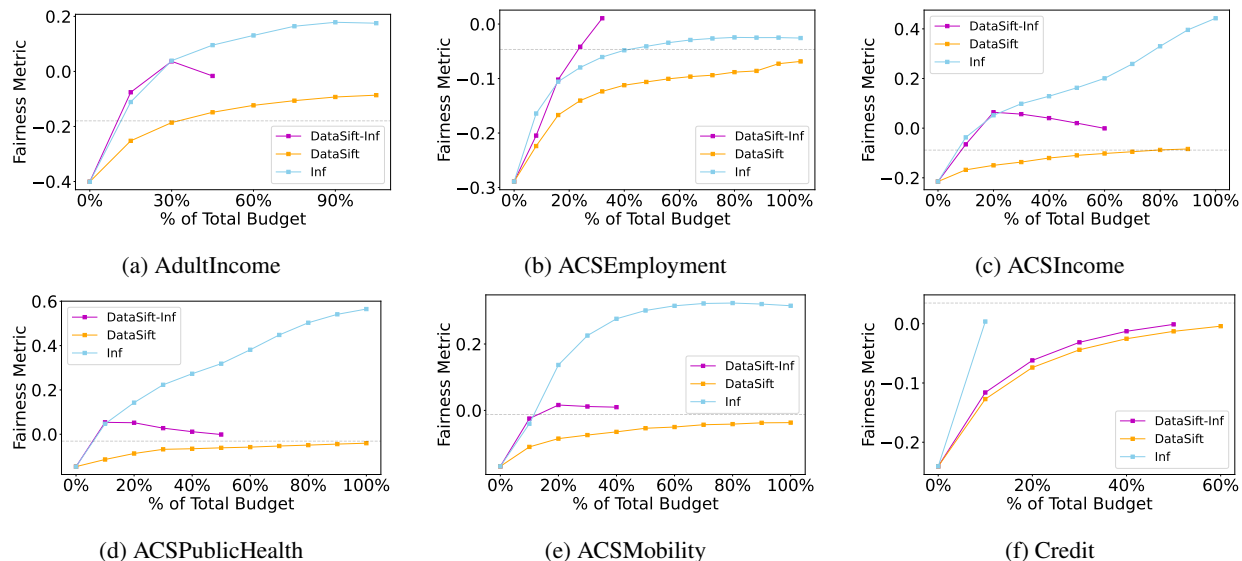 0.2
0.0
−0.2
−0.4
Fairness Metric
0% 30% 60% 90%
% of Total Budget
DataSift-Inf
DataSift
Inf
(a) AdultIncome
0.0
−0.1
−0.2
−0.3
Fairness Metric
0% 20% 40% 60% 80% 100%
% of Total Budget
DataSift-Inf
DataSift
Inf
(b) ACSEmployment
0.4
0.2
0.0
−0.2
Fairness Metric
0% 20% 40% 60% 80% 100%
% of Total Budget
DataSift-Inf
DataSift
Inf
(c) ACSIncome
0.6
0.4
0.2
0.0
Fairness Metric
0% 20% 40% 60% 80% 100%
% of Total Budget
DataSift-Inf
DataSift
Inf
(d) ACSPublicHealth
0.2
0.0
Fairness Metric
0% 20% 40% 60% 80% 100%
% of Total Budget
DataSift-Inf
DataSift
Inf
(e) ACSMobility
0.0
−0.1
−0.2
Fairness Metric
0% 20% 40% 60%
% of Total Budget
DataSift-Inf
DataSift
Inf
(f) Credit